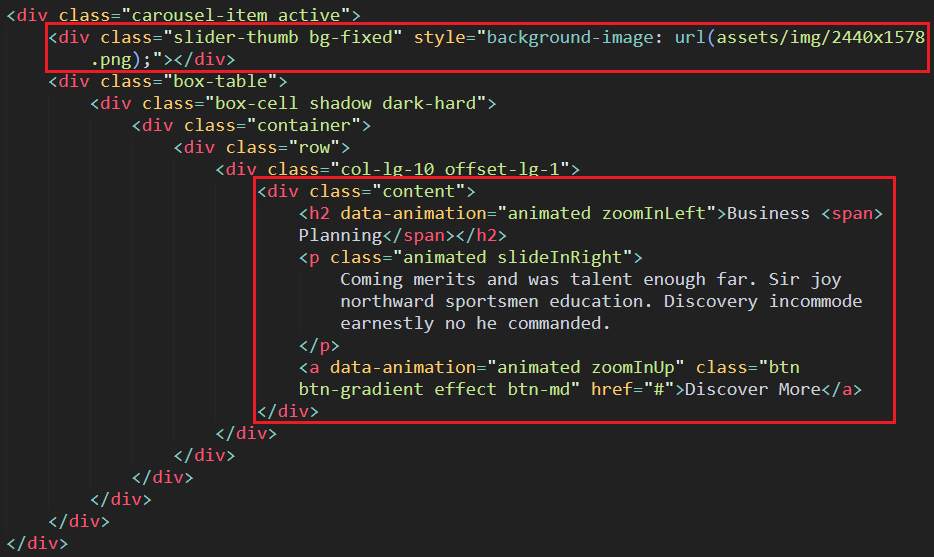 <div class="carousel-item active">
<div class="slider-thumb bg-fixed" style="background-image: url(assets/img/2440x1578
.png);"></div>
<div class="box-table">
<div class="box-cell shadow dark-hard">
<div class="container">
<div class="row">
<div class="col-lg-10 offset-lg-1">
<div class="content">
<h2 data-animation="animated zoomInLeft">Business <span>
Planning</span></h2>
<p class="animated slideInRight">
Coming merits and was talent enough far. Sir joy
northward sportsmen education. Discovery incommode
earnestly no he commanded.
</p>
<a data-animation="animated zoomInUp" class="btn
btn-gradient effect btn-md" href="#">Discover More</a>
</div>
</div>
</div>
</div>
</div>
</div>
</div>